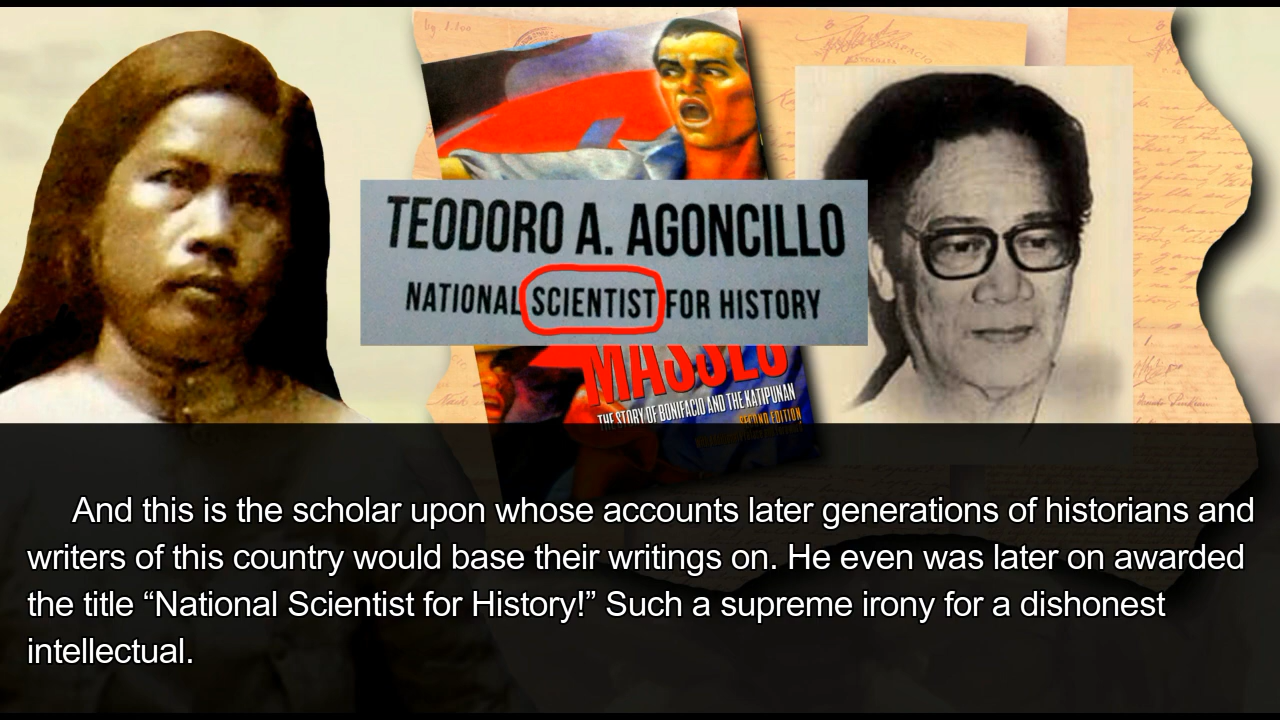 TEODORO A. AGONCILLO
NATIONAL SCIENTIST FOR HISTORY
MASSES
THE STORY OF BONIFACIO AND THE KATIPUNAN
SECOND EDITION
And this is the scholar upon whose accounts later generations of historians and
writers of this country would base their writings on. He even was later on awarded
the title “National Scientist for History!” Such a supreme irony for a dishonest
intellectual.